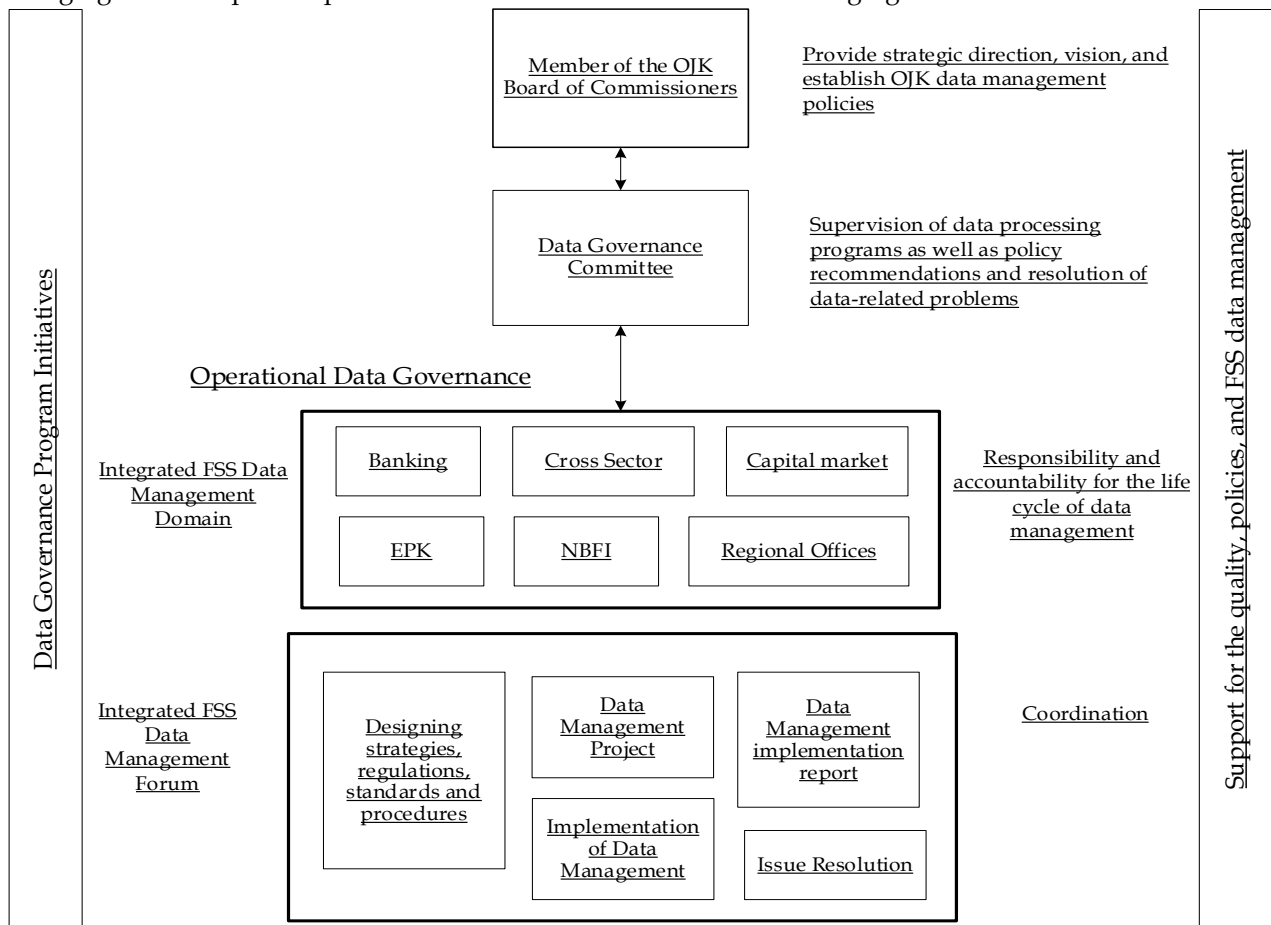 Member of the OJK
Board of Commissioners
Provide strategic direction, vision, and
establish OJK data management
policies
Data Governance
Committee
Supervision of data processing
programs as well as policy
recommendations and resolution of
data-related problems
Data Governance Program Initiatives
Support for the quality, policies, and FSS data management
Operational Data Governance
Integrated FSS Data
Management
Domain
Banking
Cross Sector
Capital market
EPK
NBFI
Regional Offices
Responsibility and
accountability for the life
cycle of data
management
Integrated FSS
Data
Management
Forum
Designing
strategies,
regulations,
standards and
procedures
Data
Management
Project
Data
Management
implementation
report
Implementation
of Data
Management
Issue Resolution
Coordination